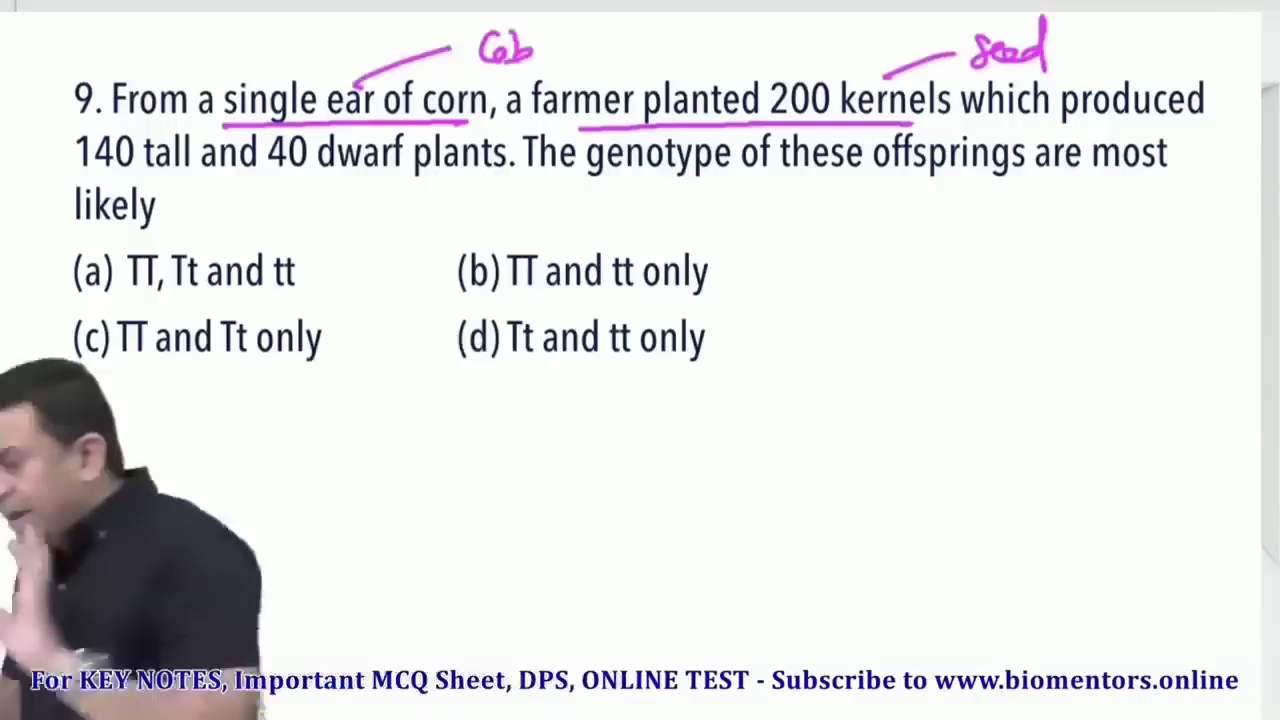 Cob
seed
9. From a single ear of corn, a farmer planted 200 kernels which produced
140 tall and 40 dwarf plants. The genotype of these offsprings are most
likely
(a) TT, Tt and tt (b) TT and tt only
(c) TT and Tt only (d) Tt and tt only
For KEY NOTES, Important MCQ Sheet, DPS, ONLINE TEST - Subscribe to www.biomentors.online